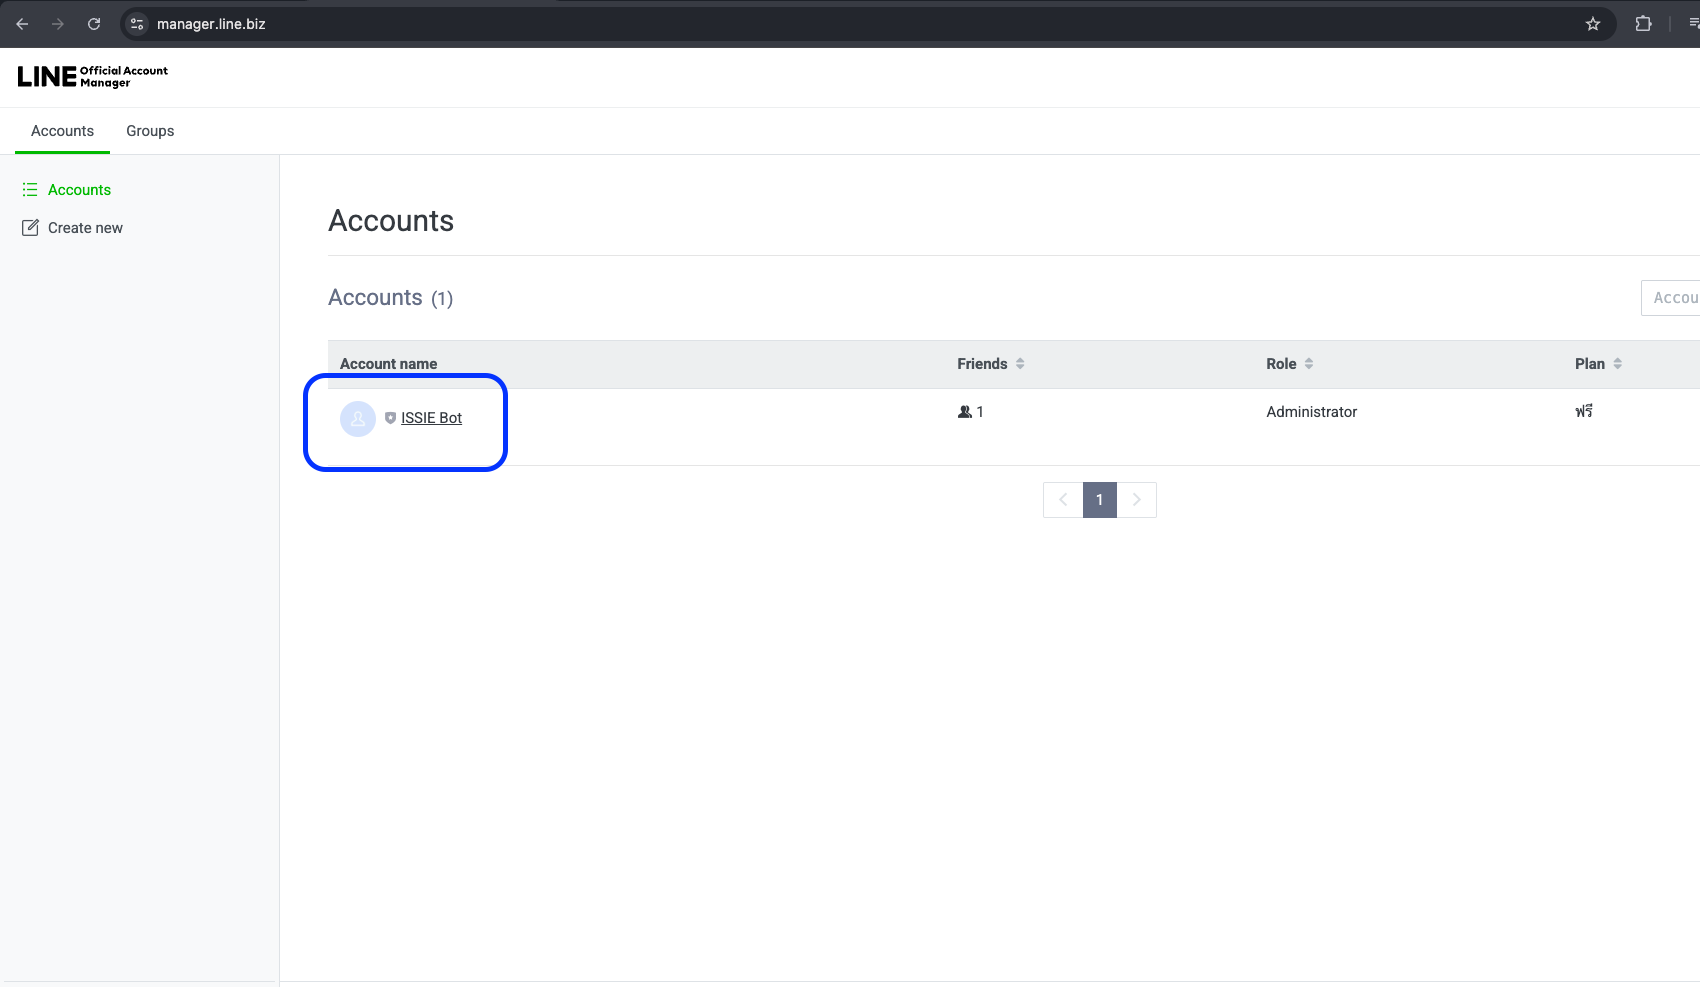 manager.line.biz
LINE Official Account Manager
Accounts Groups
Accounts
Create new
Accounts
Accounts (1)
Accou
Account name Friends Role Plan
ISSIE Bot 1 Administrator ฟรี
1